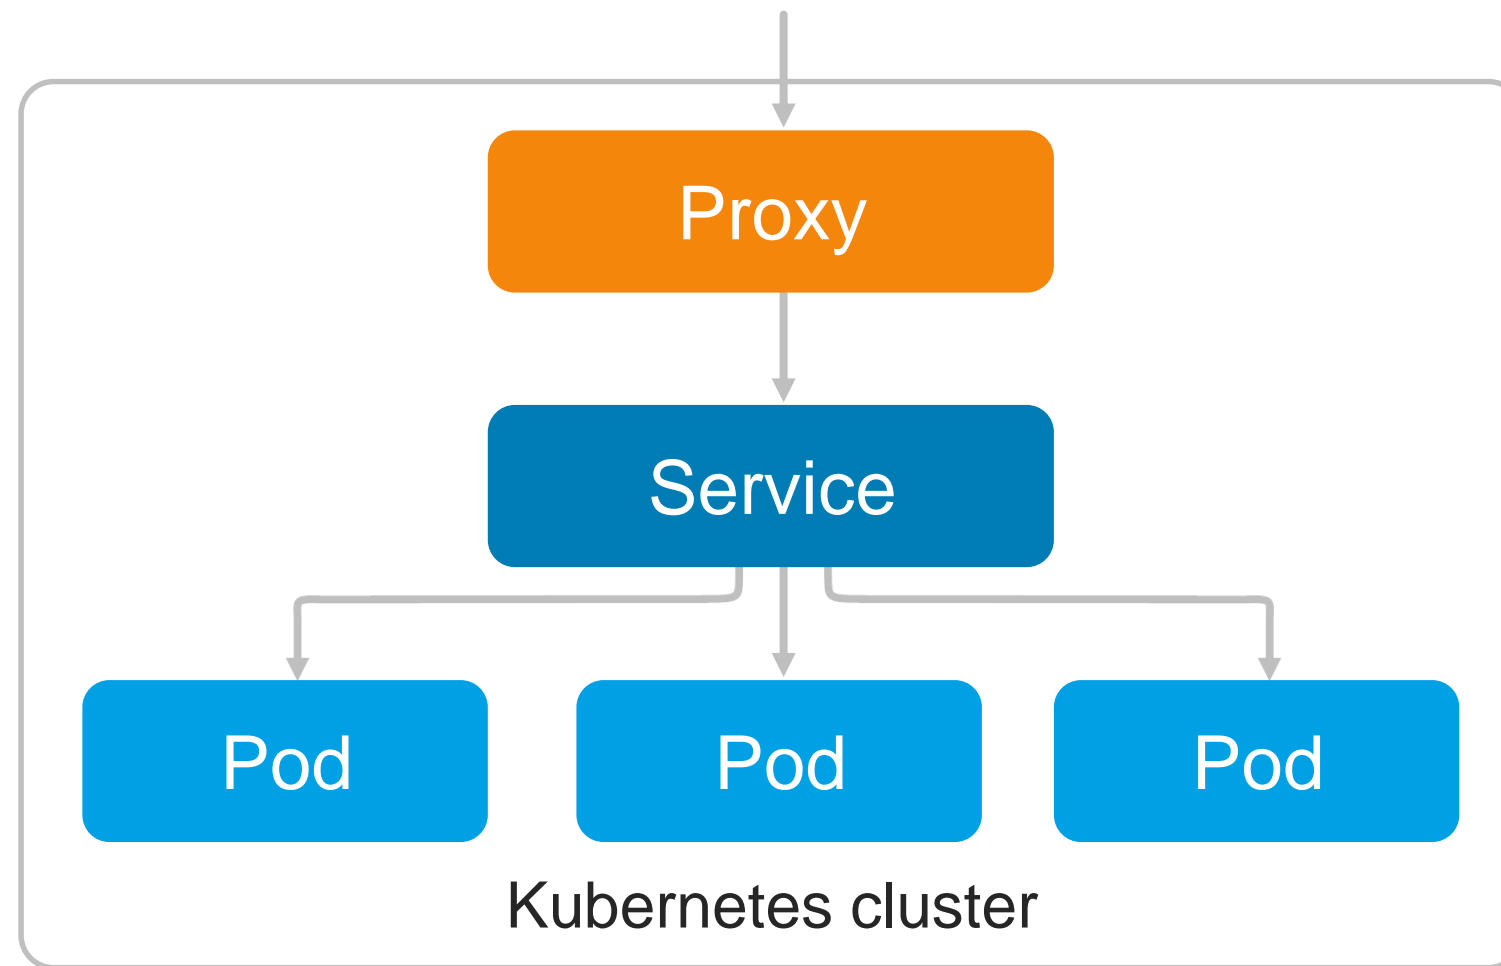 Proxy
Service
Pod
Pod
Pod
Kubernetes cluster